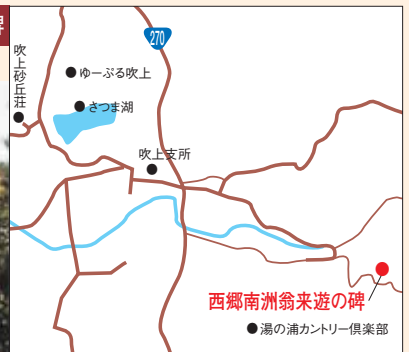 270
吹上砂丘荘
ゆーぷる吹上
さつま湖
吹上支所
西郷南洲翁来遊の碑
湯の浦カントリー倶楽部